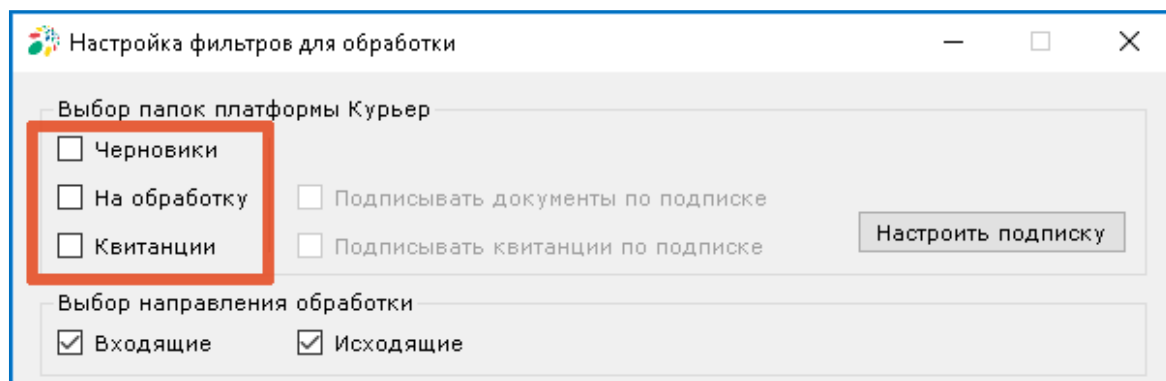 Настройка фильтров для обработки
Выбор папок платформы Курьер
Черновики
На обработку Подписывать документы по подписке
Квитанции Подписывать квитанции по подписке Настроить подписку
Выбор направления обработки
Входящие Исходящие